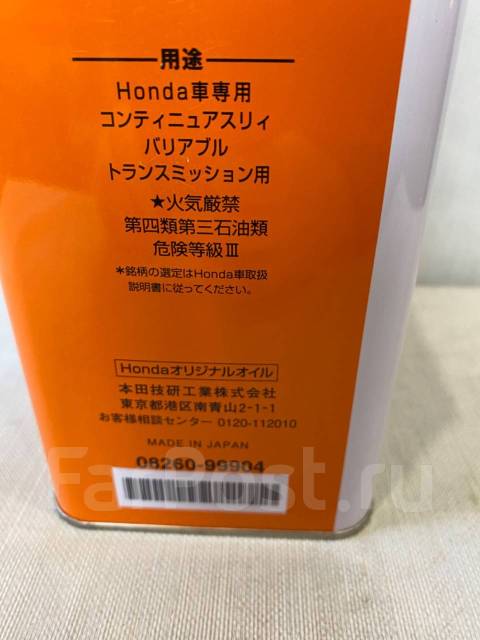 用途
Honda車専用
コンティニュアスリィ
バリアブル
トランスミッション用
★火気厳禁
第四類第三石油類
危険等級Ⅲ
*銘柄の選定はHonda車取扱
説明書に従ってください。
Hondaオリジナルオイル
本田技研工業株式会社
東京都港区南青山2-1-1
お客様相談センター 0120-112010
MADE IN JAPAN
08260-99904
FarPost.ru